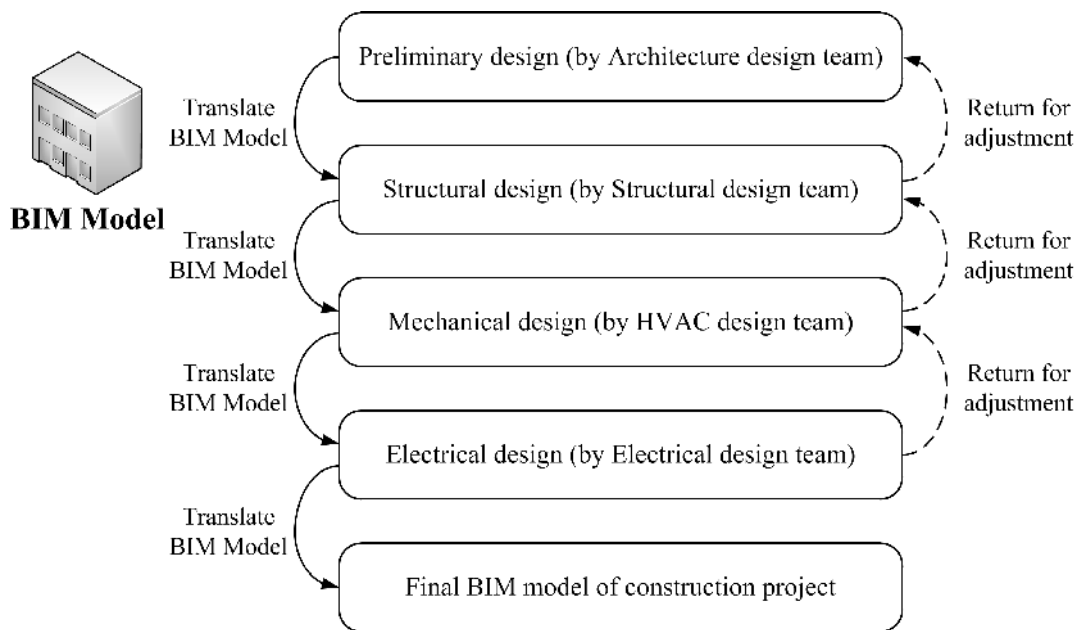 BIM Model
Preliminary design (by Architecture design team)
Translate
BIM Model
Return for
adjustment
Structural design (by Structural design team)
Translate
BIM Model
Return for
adjustment
Mechanical design (by HVAC design team)
Translate
BIM Model
Return for
adjustment
Electrical design (by Electrical design team)
Translate
BIM Model
Final BIM model of construction project